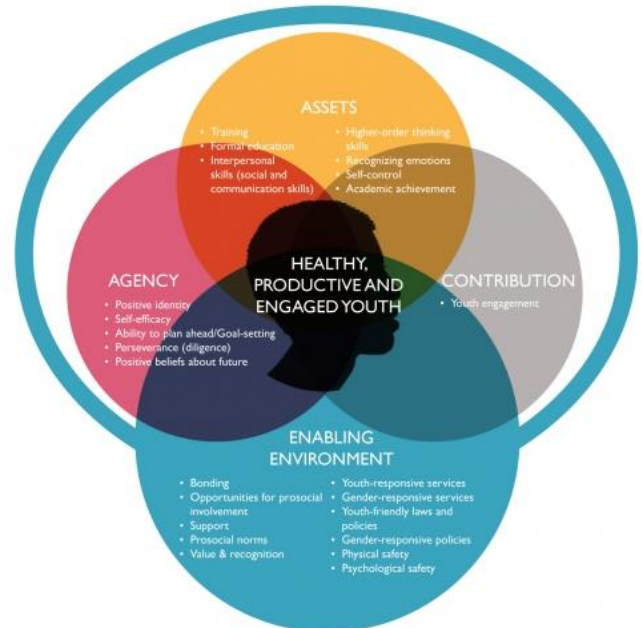 ASSETS
• Training
• Formal education
• Interpersonal
skills (social and
communication skills)
• Higher-order thinking
skills
• Recognizing emotions
• Self-control
• Academic achievement
AGENCY
• Positive identity
• Self-efficacy
• Ability to plan ahead/Goal-setting
• Perseverance (diligence)
• Positive beliefs about future
HEALTHY,
PRODUCTIVE AND
ENGAGED YOUTH
CONTRIBUTION
• Youth engagement
ENABLING
ENVIRONMENT
• Bonding
• Opportunities for prosocial
involvement
• Support
• Prosocial norms
• Value & recognition
• Youth-responsive services
• Gender-responsive services
• Youth-friendly laws and
policies
• Gender-responsive policies
• Physical safety
• Psychological safety